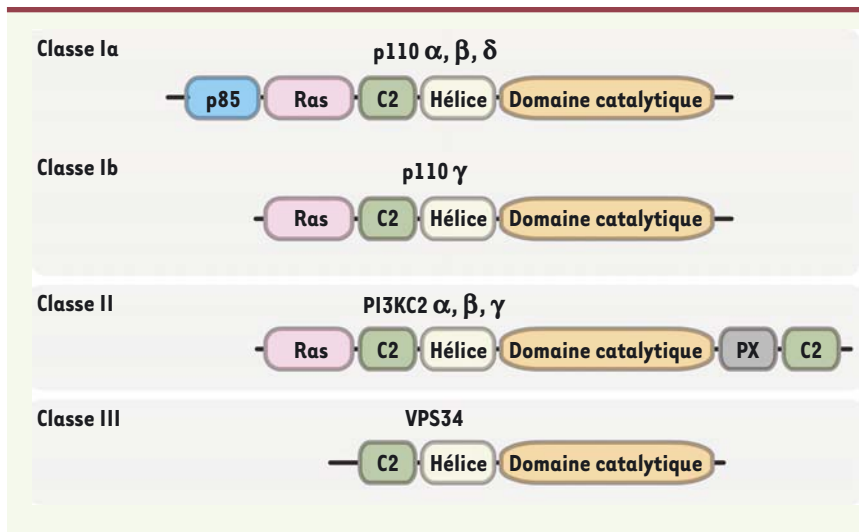 Classe Ia
p110 α, β, δ
p85 Ras C2 Hélice Domaine catalytique
Classe Ib
p110 γ
Ras C2 Hélice Domaine catalytique
Classe II
PI3KC2 α, β, γ
Ras C2 Hélice Domaine catalytique PX C2
Classe III
VPS34
C2 Hélice Domaine catalytique